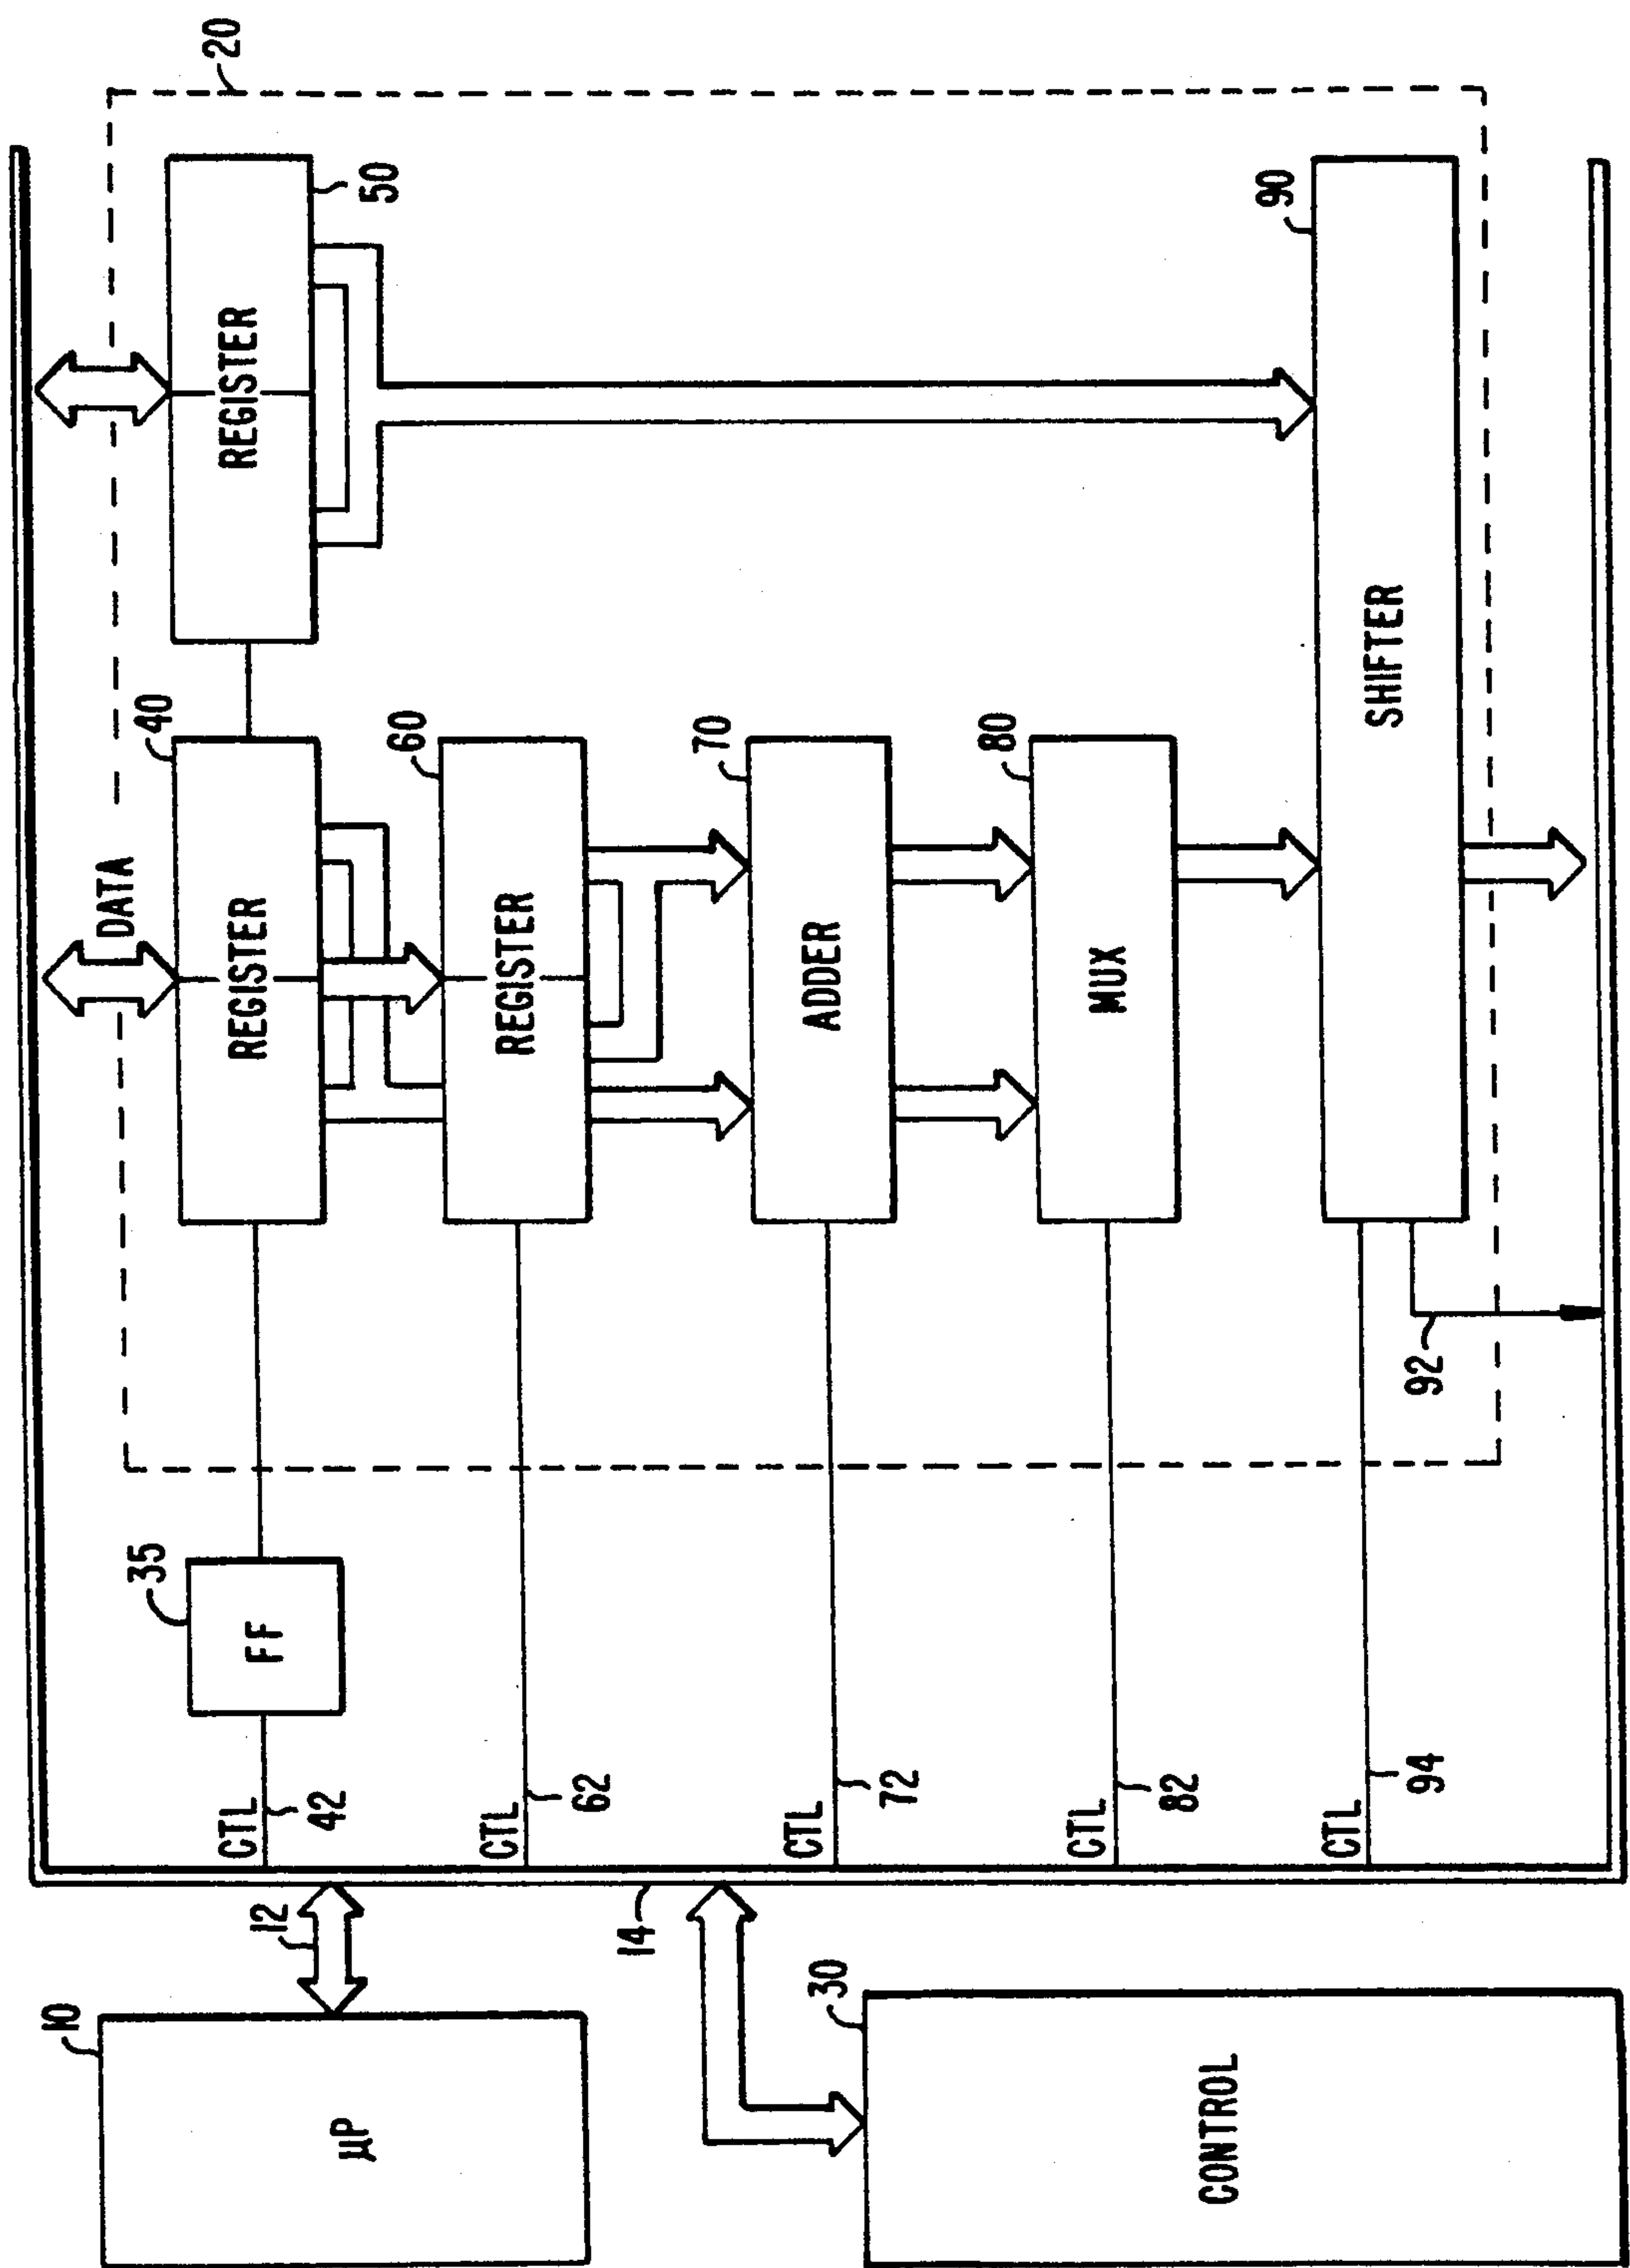 20
50
REGISTER
90
DATA
40
REGISTER
60
REGISTER
70
ADDER
80
MUX
SHIFTER
92
35
FF
CTL
42
CTL
62
CTL
72
CTL
82
CTL
94
12
14
10
μP
30
CONTROL